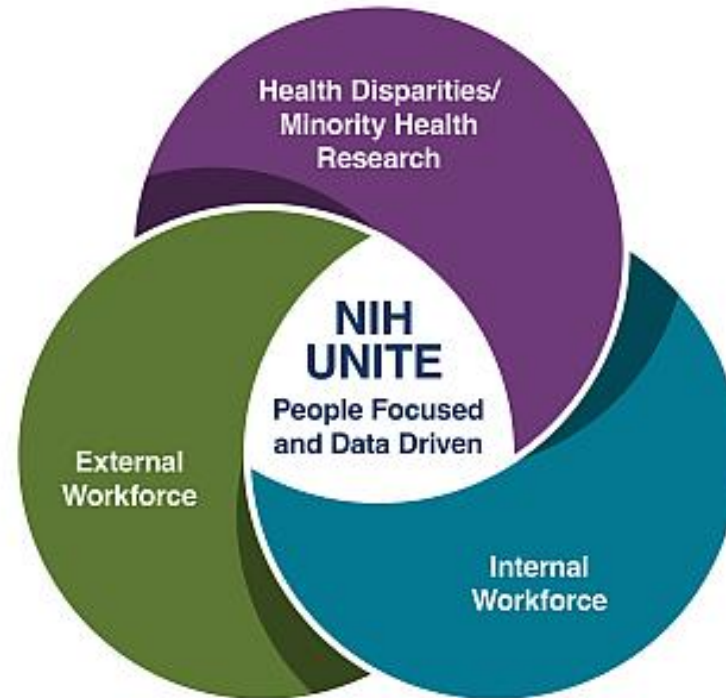 Health Disparities/
Minority Health
Research
NIH
UNITE
People Focused
and Data Driven
External
Workforce
Internal
Workforce